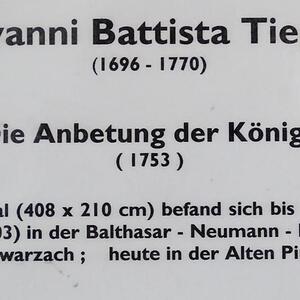 vanni Battista Tie
(1696 - 1770)
ie Anbetung der König
( 1753 )
al (408 x 210 cm) befand sich bis
03) in der Balthasar - Neumann -
warzach ; heute in der Alten Pi